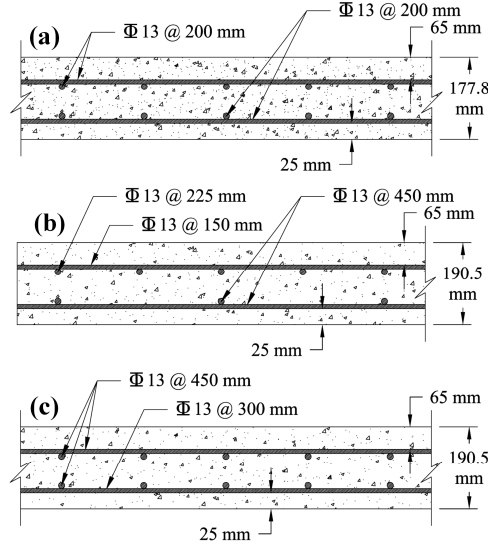 (a)
Φ 13 @ 200 mm
Φ 13 @ 200 mm
65 mm
177.8
mm
25 mm
(b)
Φ 13 @ 225 mm
Φ 13 @ 150 mm
Φ 13 @ 450 mm
65 mm
190.5
mm
25 mm
(c)
Φ 13 @ 450 mm
Φ 13 @ 300 mm
65 mm
190.5
mm
25 mm